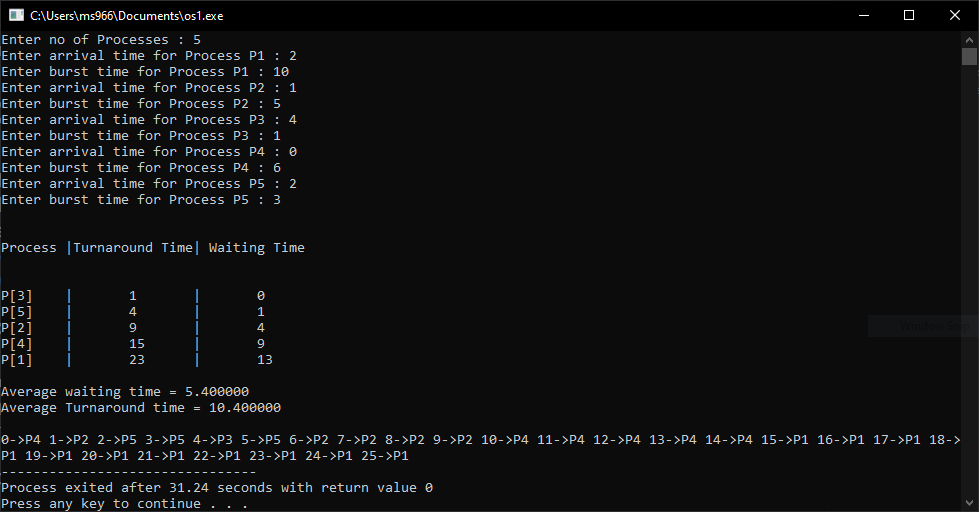 C:\Users\ms966\Documents\os1.exe
Enter no of Processes : 5
Enter arrival time for Process P1 : 2
Enter burst time for Process P1 : 10
Enter arrival time for Process P2 : 1
Enter burst time for Process P2 : 5
Enter arrival time for Process P3 : 4
Enter burst time for Process P3 : 1
Enter arrival time for Process P4 : 0
Enter burst time for Process P4 : 6
Enter arrival time for Process P5 : 2
Enter burst time for Process P5 : 3
Process |Turnaround Time| Waiting Time
P[3] | 1 | 0
P[5] | 4 | 1
P[2] | 9 | 4
P[4] | 15 | 9
P[1] | 23 | 13
Average waiting time = 5.400000
Average Turnaround time = 10.400000
0->P4 1->P2 2->P5 3->P5 4->P3 5->P5 6->P2 7->P2 8->P2 9->P2 10->P4 11->P4 12->P4 13->P4 14->P4 15->P1 16->P1 17->P1 18->
P1 19->P1 20->P1 21->P1 22->P1 23->P1 24->P1 25->P1
--------------------------------
Process exited after 31.24 seconds with return value 0
Press any key to continue . . .